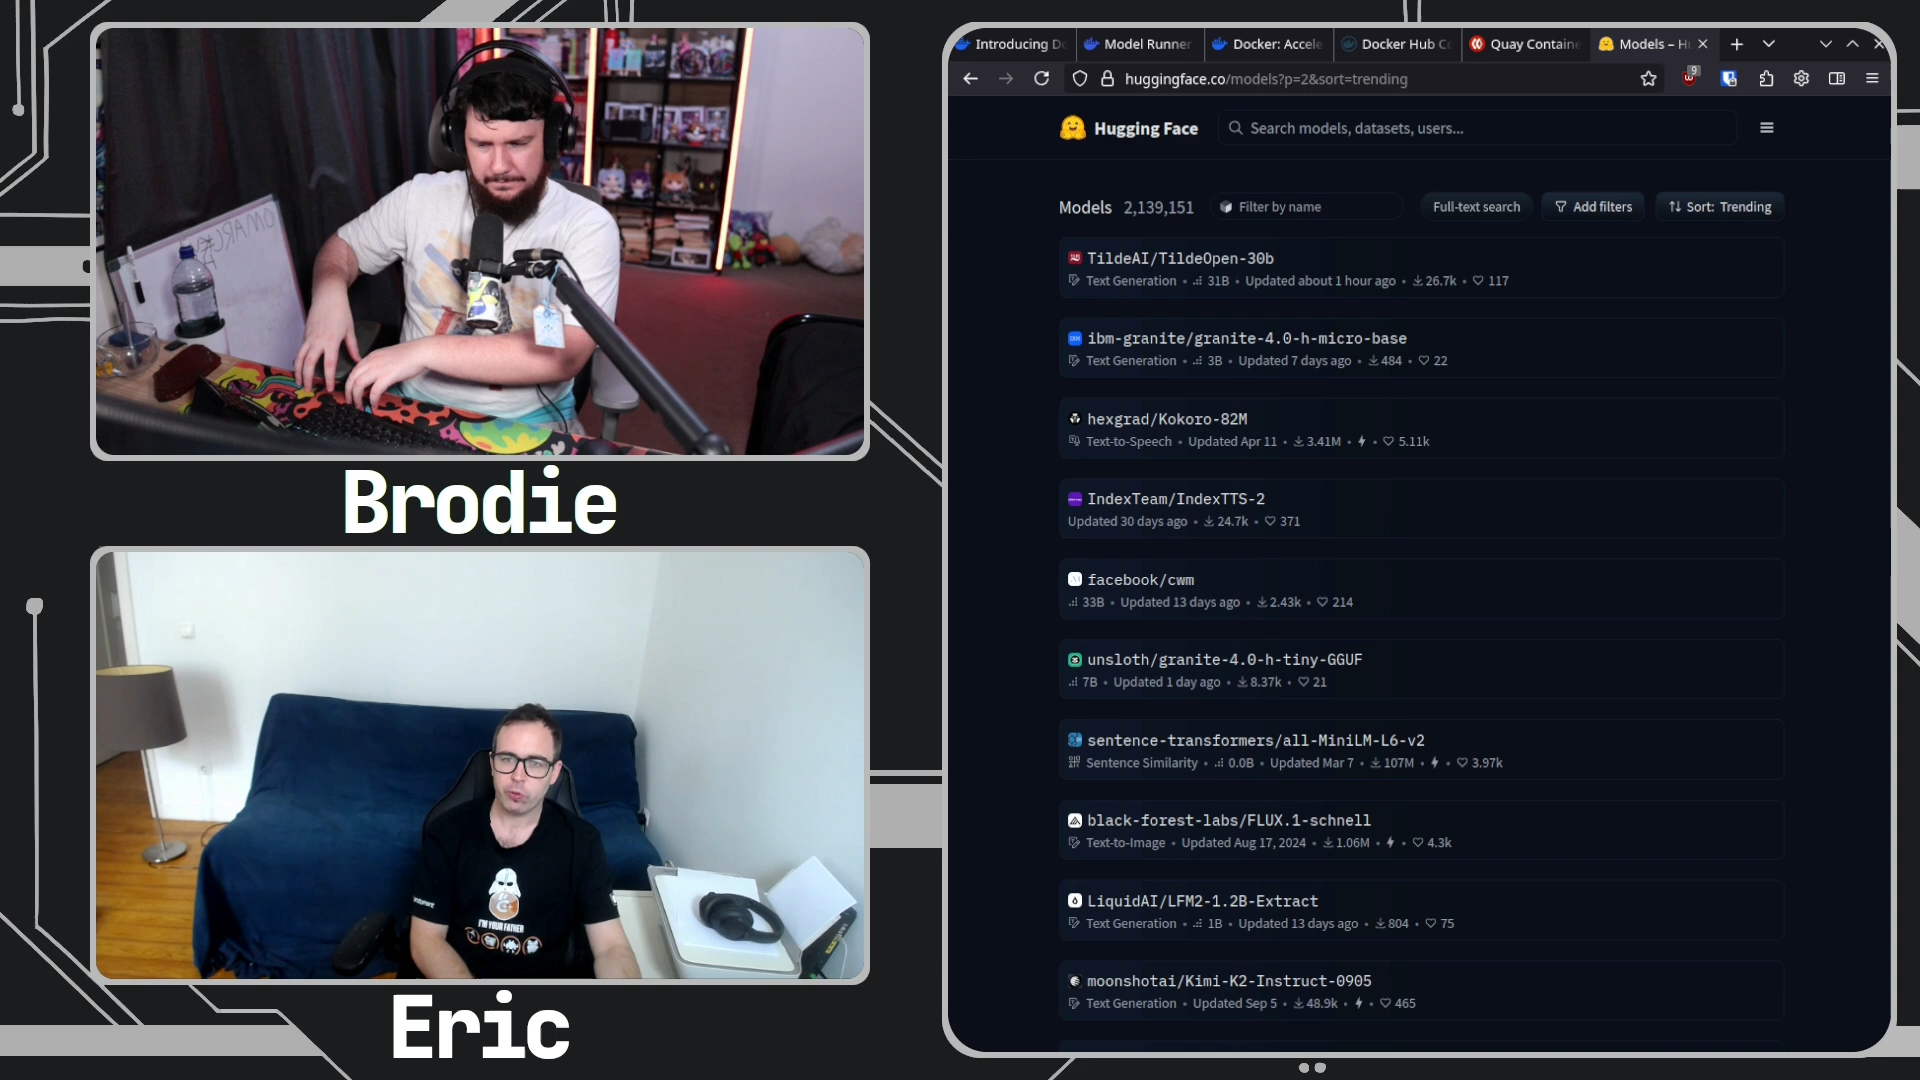 Brodie
Eric
I'M YOUR FATHER
Introducing Do
Model Runner
Docker: Accele
Docker Hub Co
Quay Containe
Models – Hu
huggingface.co/models?p=2&sort=trending
9
Hugging Face
Search models, datasets, users...
Models 2,139,151
Filter by name
Full-text search
Add filters
Sort: Trending
TildeAI/TildeOpen-30b
Text Generation • 31B • Updated about 1 hour ago • 26.7k • 117
ibm-granite/granite-4.0-h-micro-base
Text Generation • 3B • Updated 7 days ago • 484 • 22
hexgrad/Kokoro-82M
Text-to-Speech • Updated Apr 11 • 3.41M • 5.11k
IndexTeam/IndexTTS-2
Updated 30 days ago • 24.7k • 371
facebook/cwm
33B • Updated 13 days ago • 2.43k • 214
unsloth/granite-4.0-h-tiny-GGUF
7B • Updated 1 day ago • 8.37k • 21
sentence-transformers/all-MiniLM-L6-v2
Sentence Similarity • 0.0B • Updated Mar 7 • 107M • 3.97k
black-forest-labs/FLUX.1-schnell
Text-to-Image • Updated Aug 17, 2024 • 1.06M • 4.3k
LiquidAI/LFM2-1.2B-Extract
Text Generation • 1B • Updated 13 days ago • 804 • 75
moonshotai/Kimi-K2-Instruct-0905
Text Generation • Updated Sep 5 • 48.9k • 465